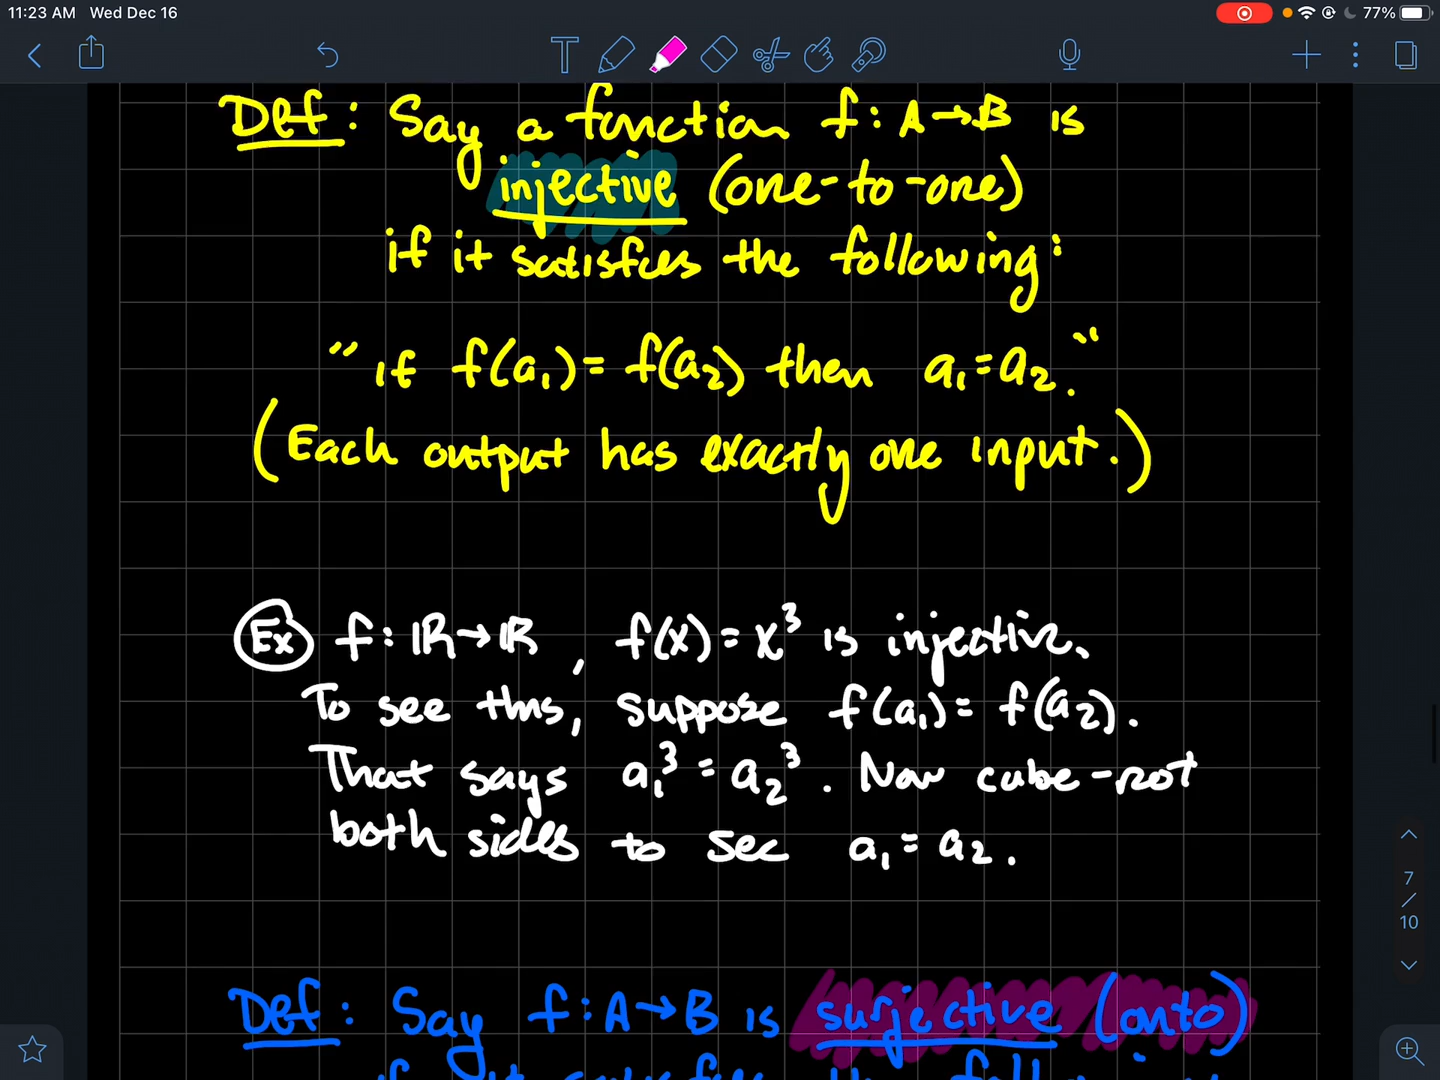 11:23 AM Wed Dec 16
77%
Def: Say a function f: A→B is
injective (one-to-one)
if it satisfies the following:
"if f(a₁) = f(a₂) then a₁ = a₂."
(Each output has exactly one input.)
Ex f: ℝ→ℝ, f(x) = x³ is injective.
To see this, suppose f(a₁) = f(a₂).
That says a₁³ = a₂³. Now cube-root
both sides to see a₁ = a₂.
7
/
10
Def: Say f: A→B is surjective (onto)